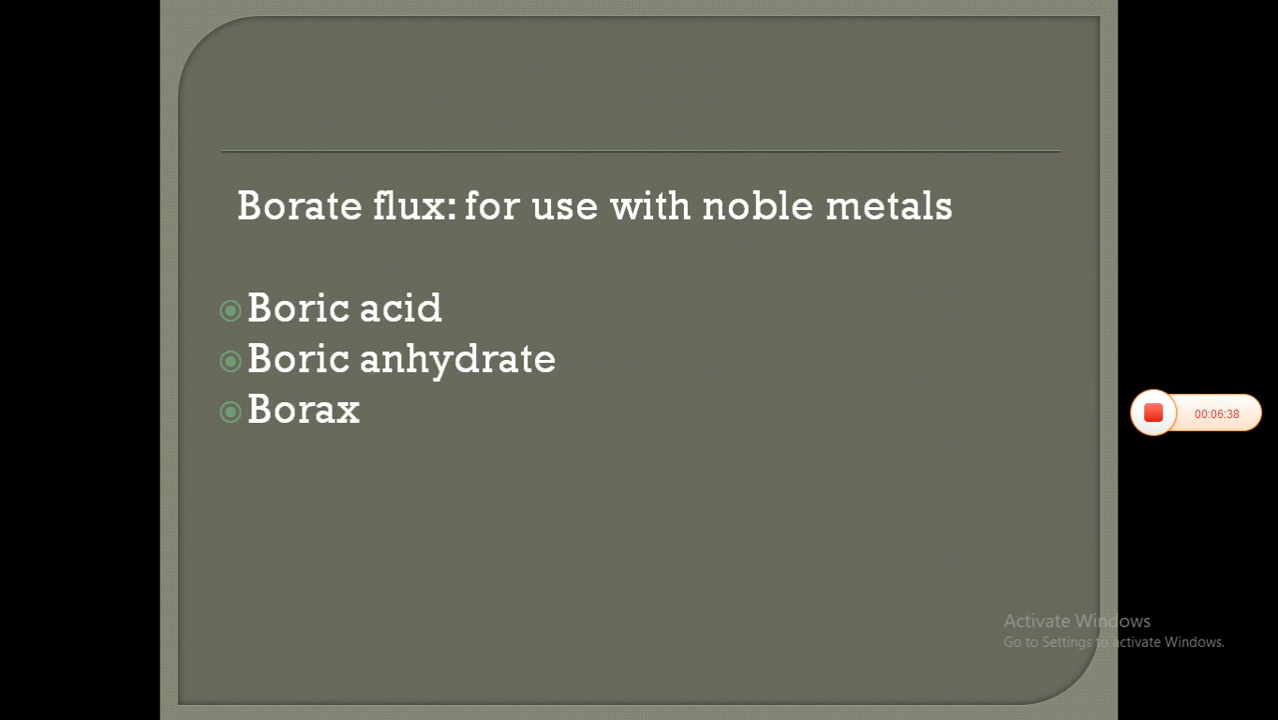 Borate flux: for use with noble metals
Boric acid
Boric anhydrate
Borax
00:06:38
Activate Windows
Go to Settings to activate Windows.